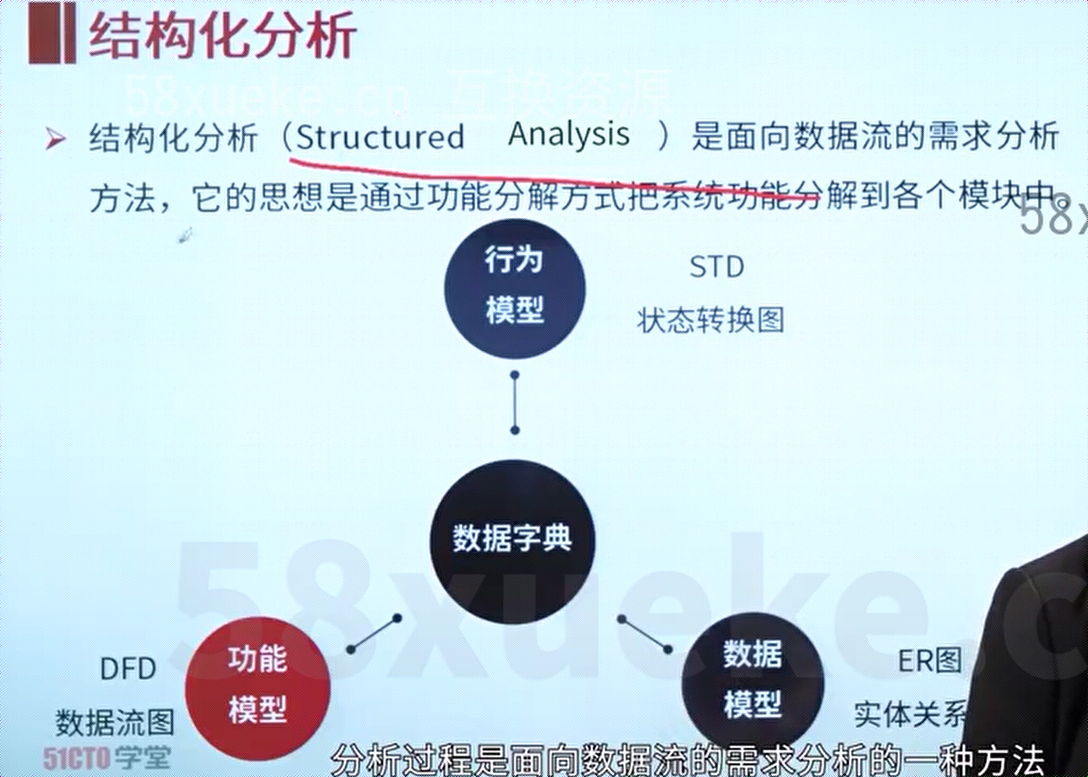 结构化分析
58xueke.cn 互换资源
结构化分析（Structured Analysis）是面向数据流的需求分析
方法，它的思想是通过功能分解方式把系统功能分解到各个模块中。
58x
行为
模型
STD
状态转换图
数据字典
58xueke.c
DFD
数据流图
功能
模型
数据
模型
ER图
实体关系
51CTO学堂
分析过程是面向数据流的需求分析的一种方法